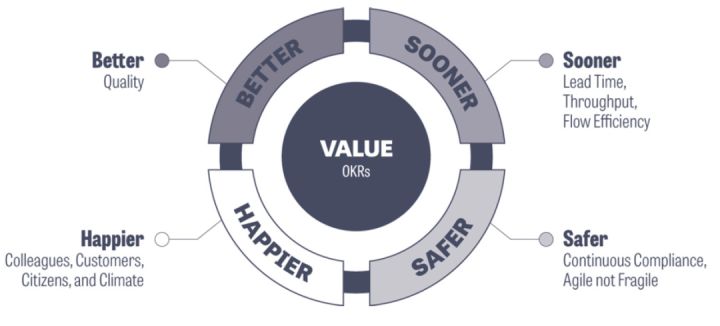 BETTER
SOONER
Better
Quality
Sooner
Lead Time,
Throughput,
Flow Efficiency
VALUE
OKRs
Happier
Colleagues, Customers,
Citizens, and Climate
HAPPIER
SAFER
Safer
Continuous Compliance,
Agile not Fragile